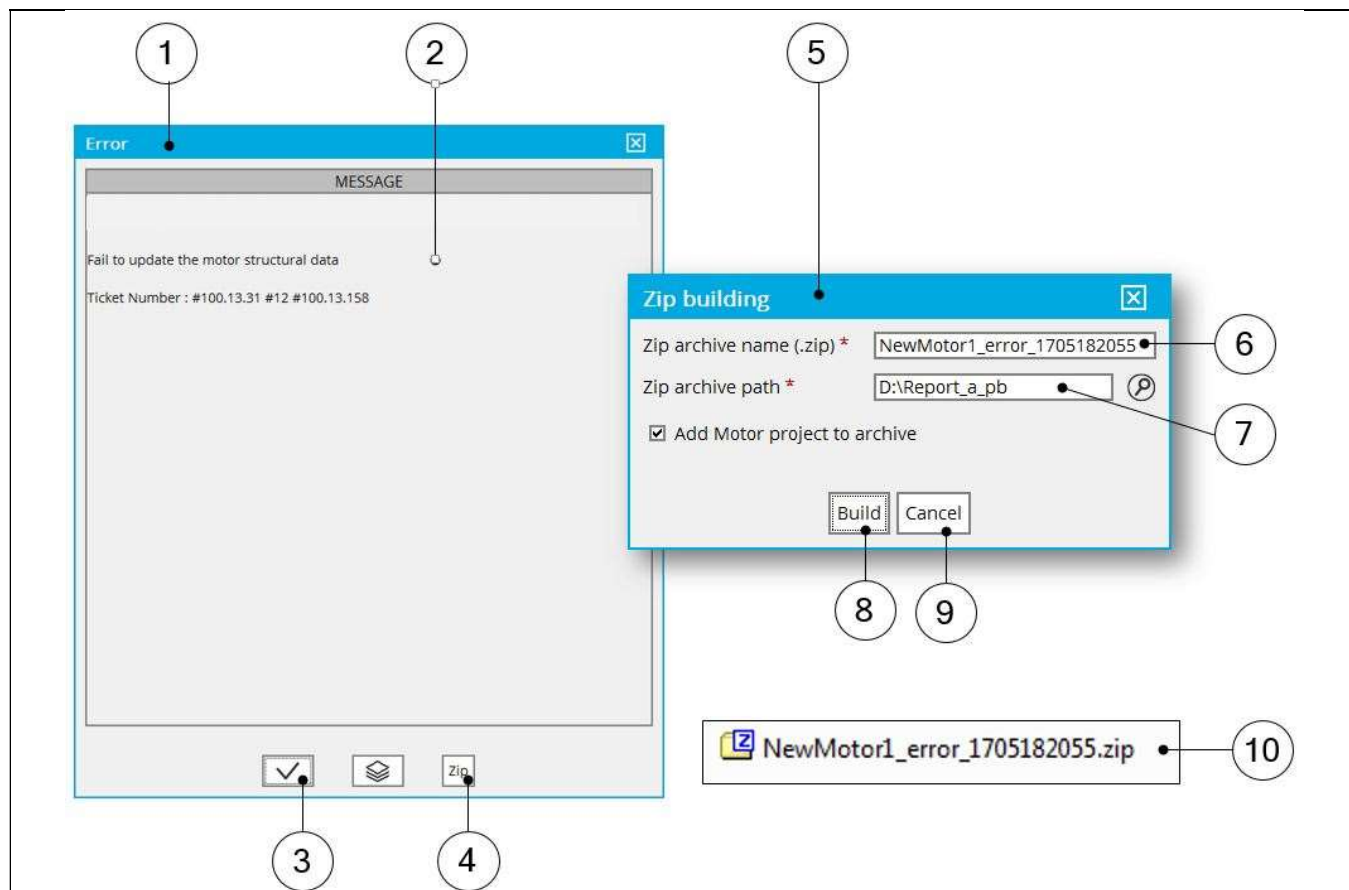 1
2
5
Error
MESSAGE
Fail to update the motor structural data
Ticket Number : #100.13.31 #12 #100.13.158
Zip building
Zip archive name (.zip) * NewMotor1_error_1705182055
6
Zip archive path * D:\Report_a_pb
7
Add Motor project to archive
Build Cancel
8
9
Z NewMotor1_error_1705182055.zip
10
Zip
3
4